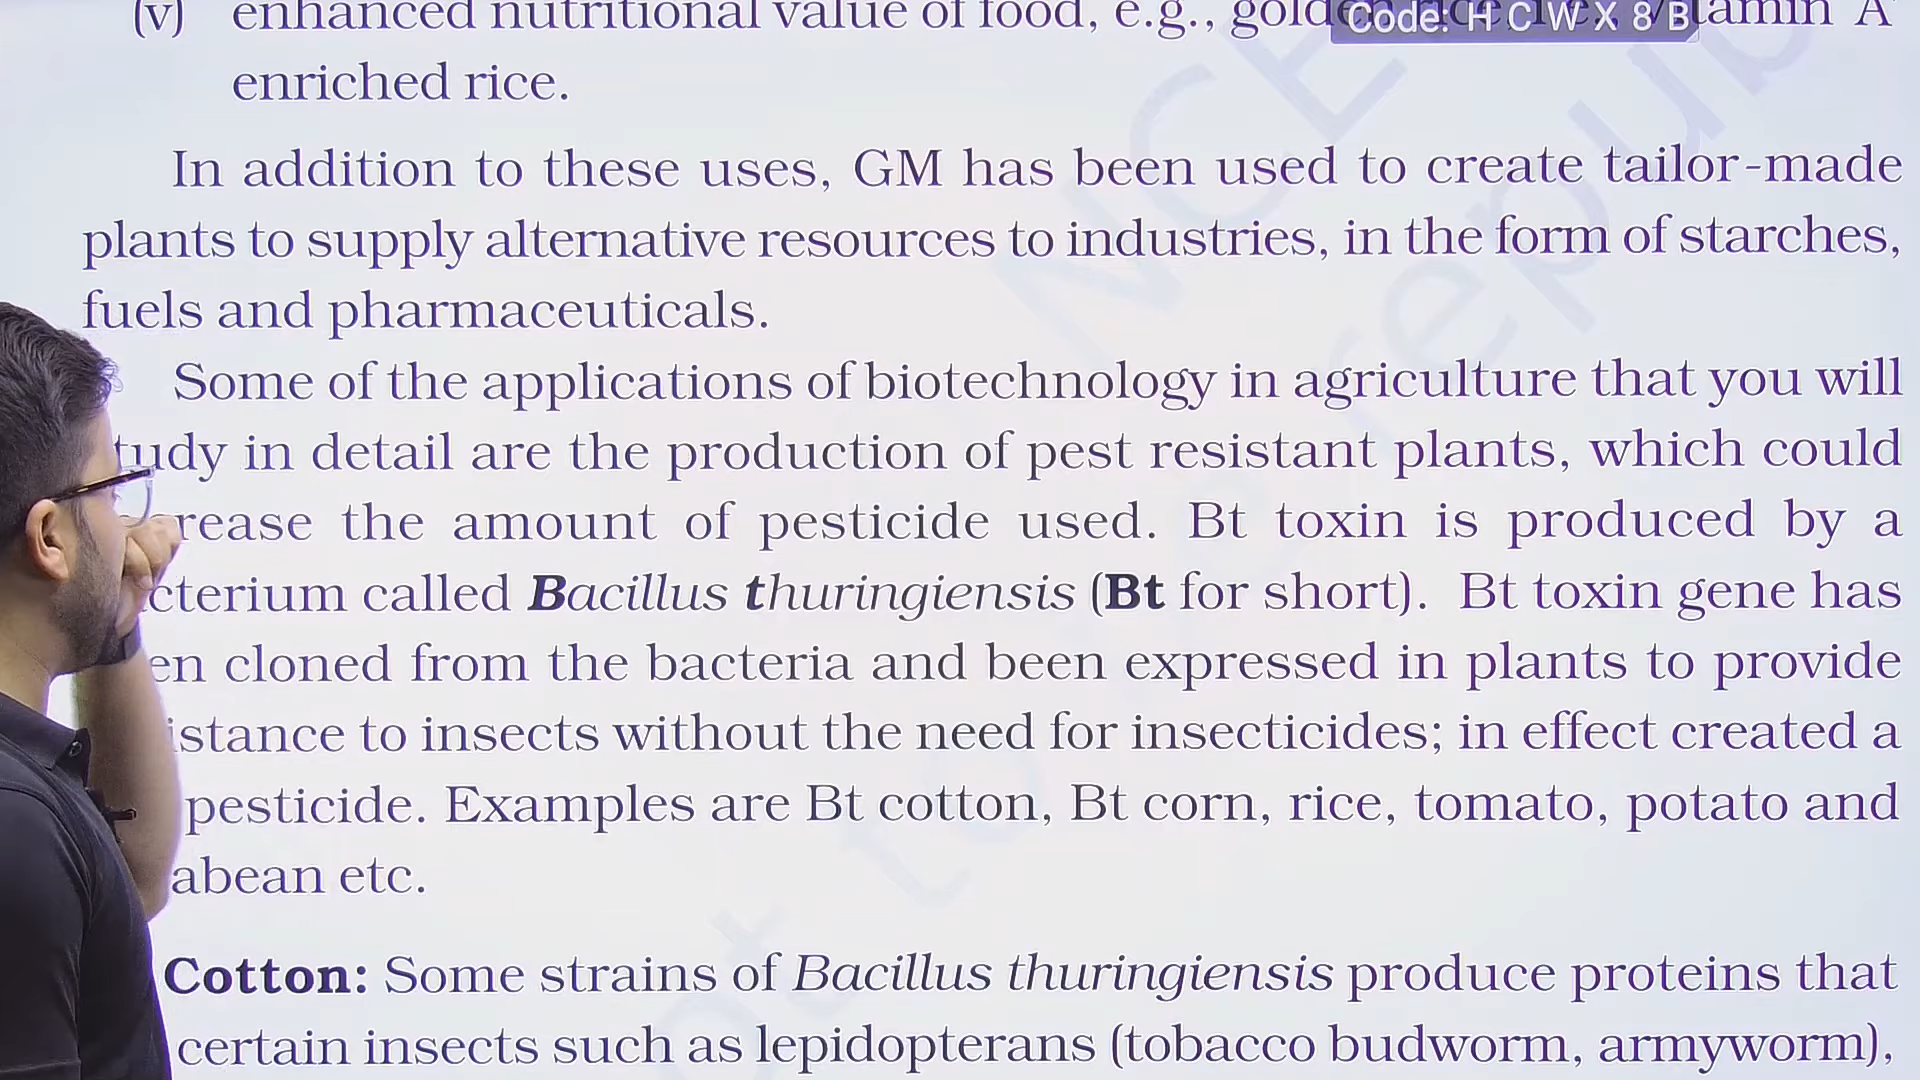 (v) enhanced nutritional value of food, e.g., golden rice, i.e., Vitamin 'A'
Code: H C W X 8 B
enriched rice.
In addition to these uses, GM has been used to create tailor-made
plants to supply alternative resources to industries, in the form of starches,
fuels and pharmaceuticals.
Some of the applications of biotechnology in agriculture that you will
tudy in detail are the production of pest resistant plants, which could
rease the amount of pesticide used. Bt toxin is produced by a
cterium called Bacillus thuringiensis (Bt for short). Bt toxin gene has
en cloned from the bacteria and been expressed in plants to provide
istance to insects without the need for insecticides; in effect created a
pesticide. Examples are Bt cotton, Bt corn, rice, tomato, potato and
abean etc.
Cotton: Some strains of Bacillus thuringiensis produce proteins that
certain insects such as lepidopterans (tobacco budworm, armyworm),